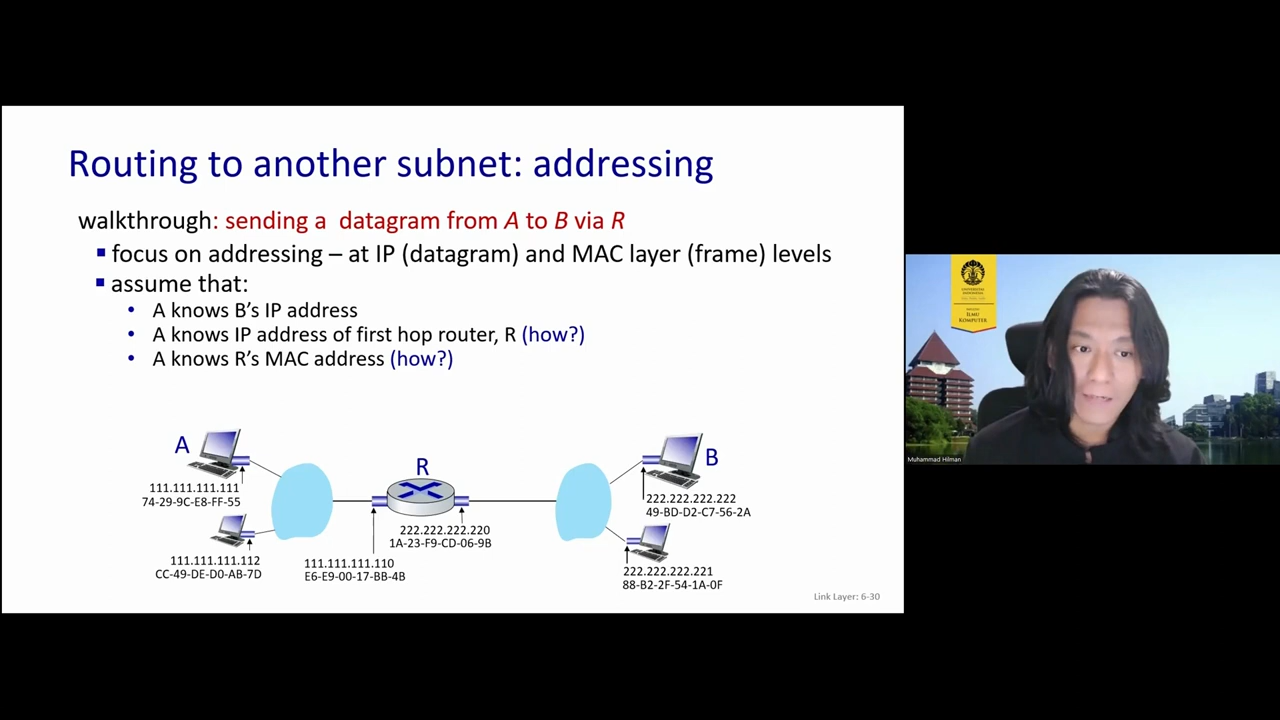 Routing to another subnet: addressing
walkthrough: sending a datagram from A to B via R
focus on addressing – at IP (datagram) and MAC layer (frame) levels
assume that:
A knows B's IP address
A knows IP address of first hop router, R (how?)
A knows R's MAC address (how?)
A
111.111.111.111
74-29-9C-E8-FF-55
111.111.111.112
CC-49-DE-D0-AB-7D
R
222.222.222.220
1A-23-F9-CD-06-9B
111.111.111.110
E6-E9-00-17-BB-4B
B
222.222.222.222
49-BD-D2-C7-56-2A
222.222.222.221
88-B2-2F-54-1A-0F
Link Layer: 6-30
UNIVERSITAS
INDONESIA
ILMU
KOMPUTER
Muhammad Hilman